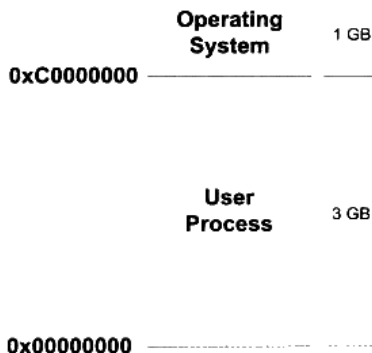 Operating
System
1 GB
0xC0000000
User
Process
3 GB
0x00000000